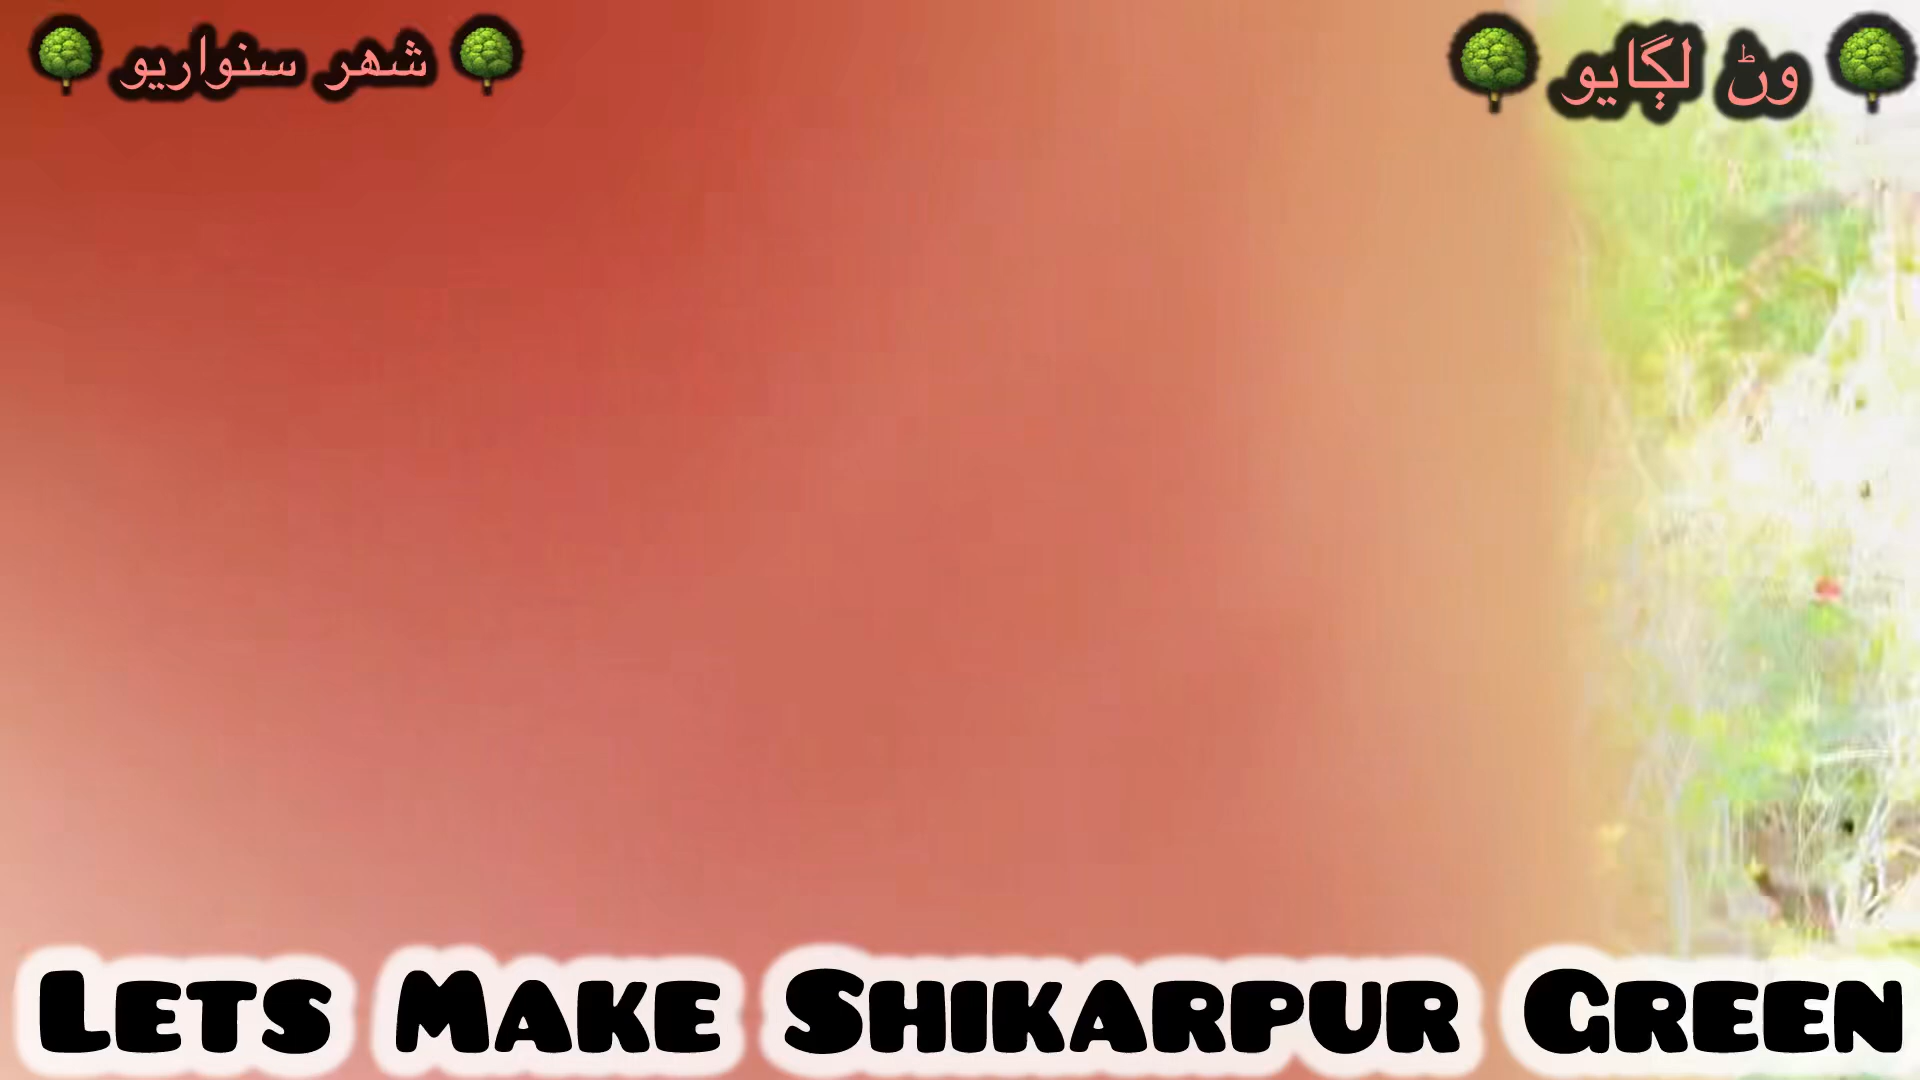 🌳 وڻ لڳايو 🌳
🌳 شهر سنواريو 🌳
Lets Make Shikarpur Green